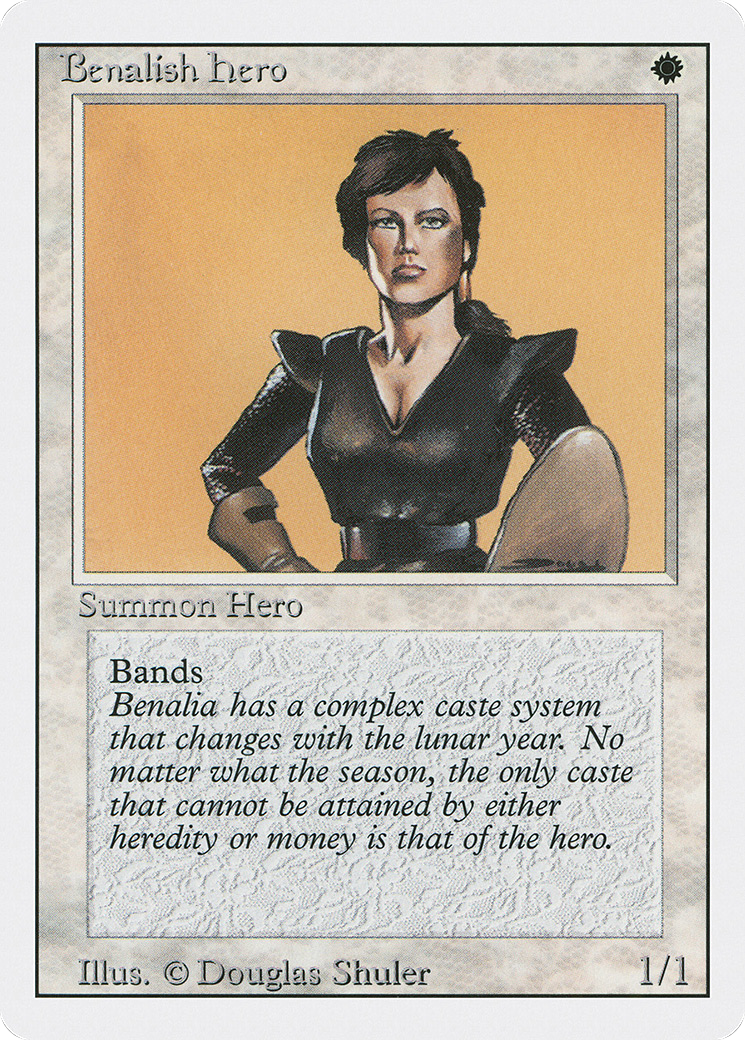 Benalish Hero
Summon Hero
Bands
Benalia has a complex caste system
that changes with the lunar year. No
matter what the season, the only caste
that cannot be attained by either
heredity or money is that of the hero.
Illus. © Douglas Shuler
1/1